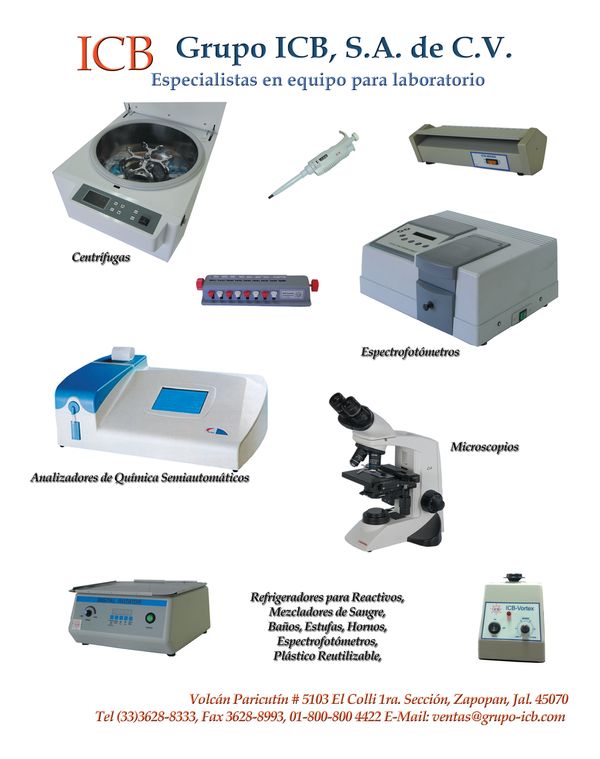 ICB
Grupo ICB, S.A. de C.V.
Especialistas en equipo para laboratorio
Centrífugas
Espectrofotómetros
Microscopios
Analizadores de Química Semiautomáticos
DIGITAL ROTATOR
ICB-Vortex
Refrigeradores para Reactivos,
Mezcladores de Sangre,
Baños, Estufas, Hornos,
Espectrofotómetros,
Plástico Reutilizable,
Volcán Paricutín # 5103 El Colli 1ra. Sección, Zapopan, Jal. 45070
Tel (33)3628-8333, Fax 3628-8993, 01-800-800 4422 E-Mail: ventas@grupo-icb.com